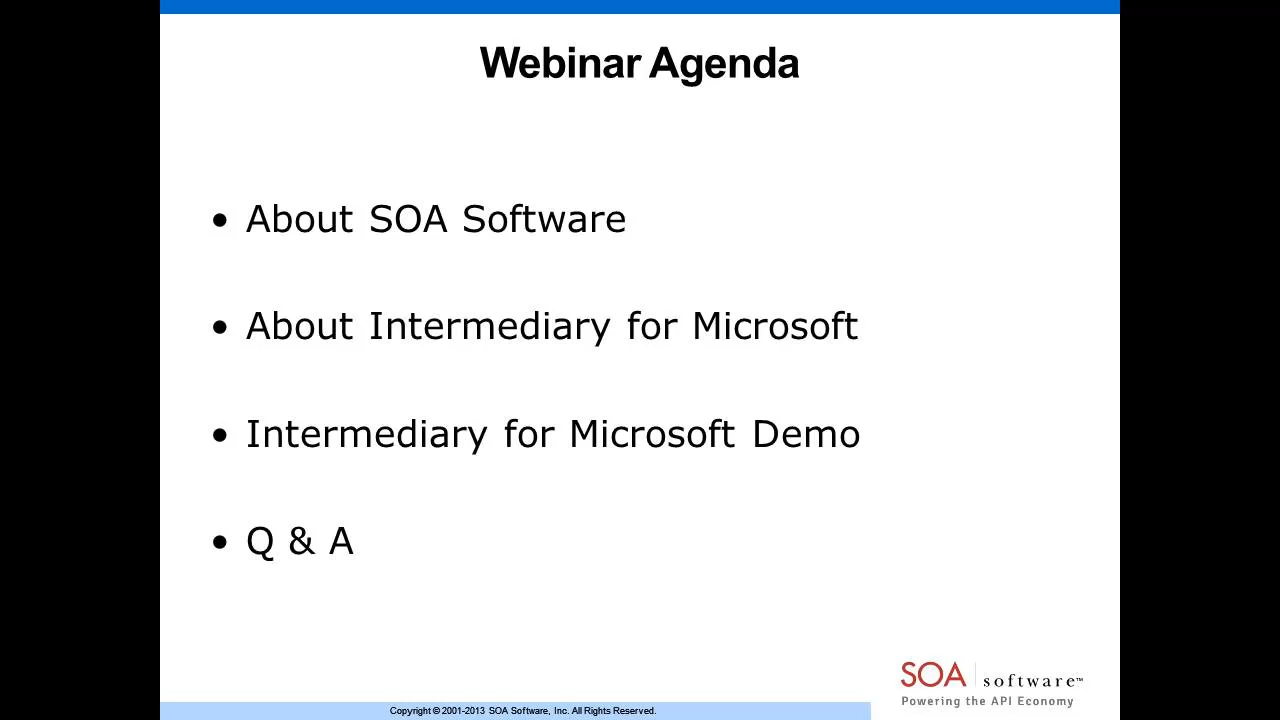 Webinar Agenda
• About SOA Software
• About Intermediary for Microsoft
• Intermediary for Microsoft Demo
• Q & A
SOA software™
Powering the API Economy
Copyright © 2001-2013 SOA Software, Inc. All Rights Reserved.